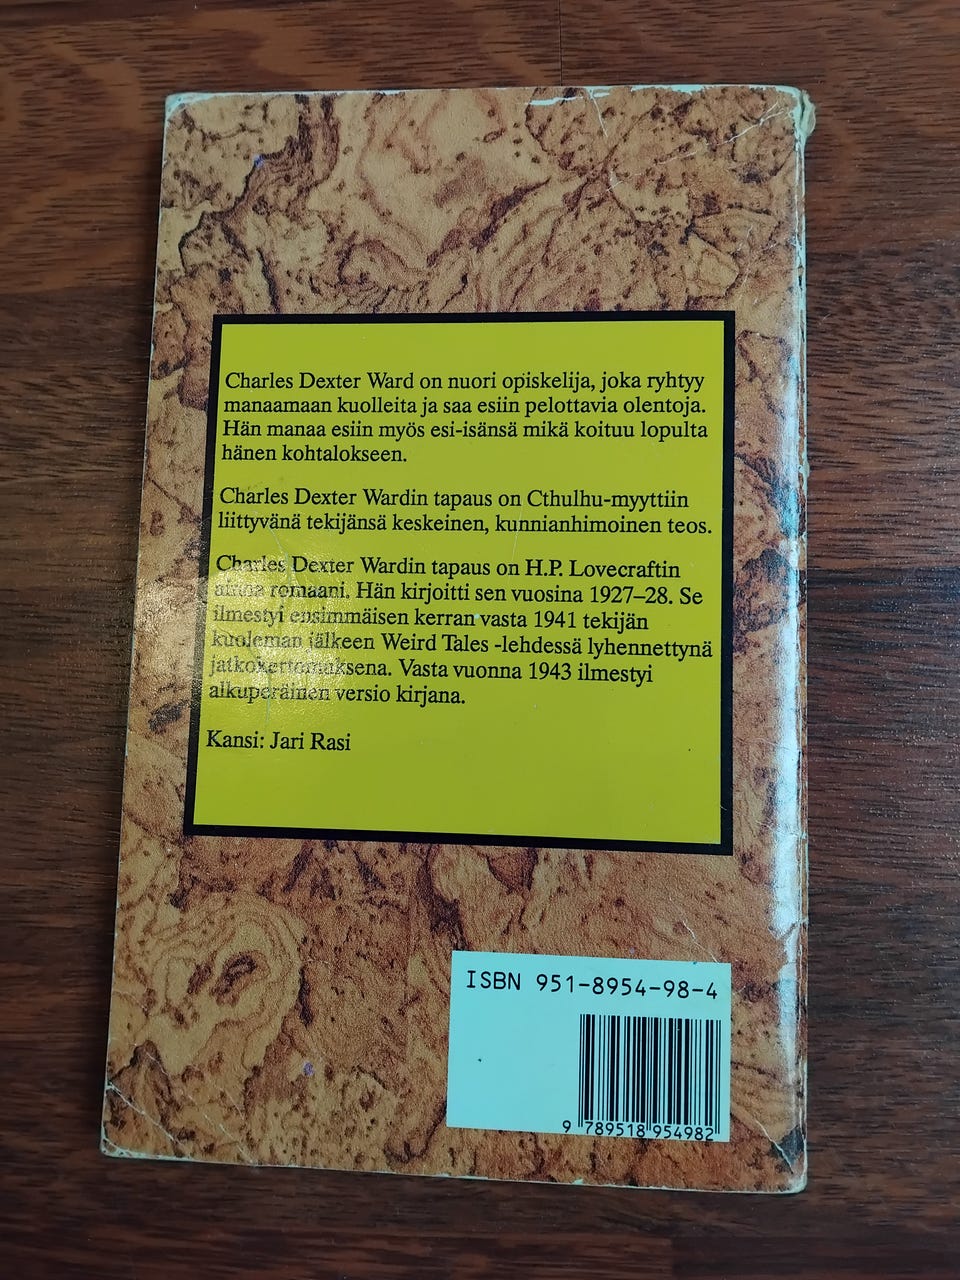 Charles Dexter Ward on nuori opiskelija, joka ryhtyy
manaamaan kuolleita ja saa esiin pelottavia olentoja.
Hän manaa esiin myös esi-isänsä mikä koituu lopulta
hänen kohtalokseen.
Charles Dexter Wardin tapaus on Cthulhu-myyttiin
liittyvänä tekijänsä keskeinen, kunnianhimoinen teos.
Charles Dexter Wardin tapaus on H.P. Lovecraftin
ainoa romaani. Hän kirjoitti sen vuosina 1927–28. Se
ilmestyi ensimmäisen kerran vasta 1941 tekijän
kuoleman jälkeen Weird Tales -lehdessä lyhennettynä
jatkokertomuksena. Vasta vuonna 1943 ilmestyi
alkuperäinen versio kirjana.
Kansi: Jari Rasi
ISBN 951-8954-98-4
9 789518 954982